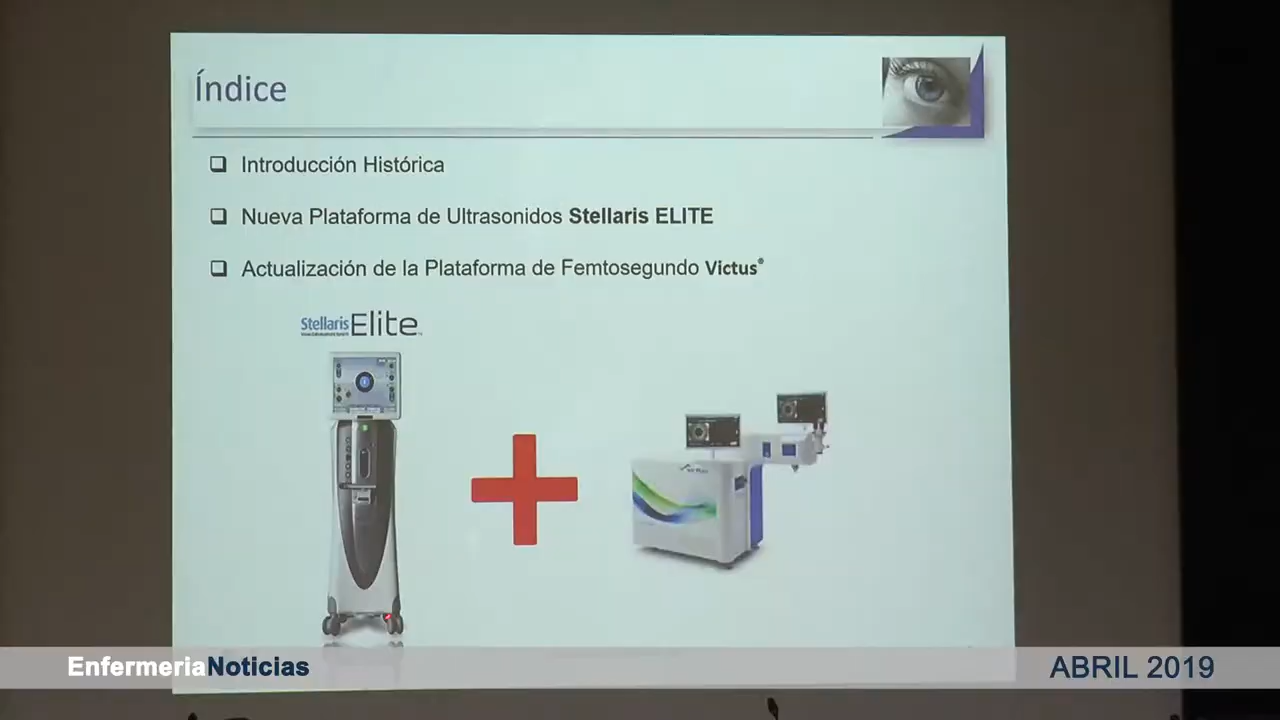 Índice
Introducción Histórica
Nueva Plataforma de Ultrasonidos Stellaris ELITE
Actualización de la Plataforma de Femtosegundo Victus®
Stellaris Elite™
EnfermeriaNoticias
ABRIL 2019